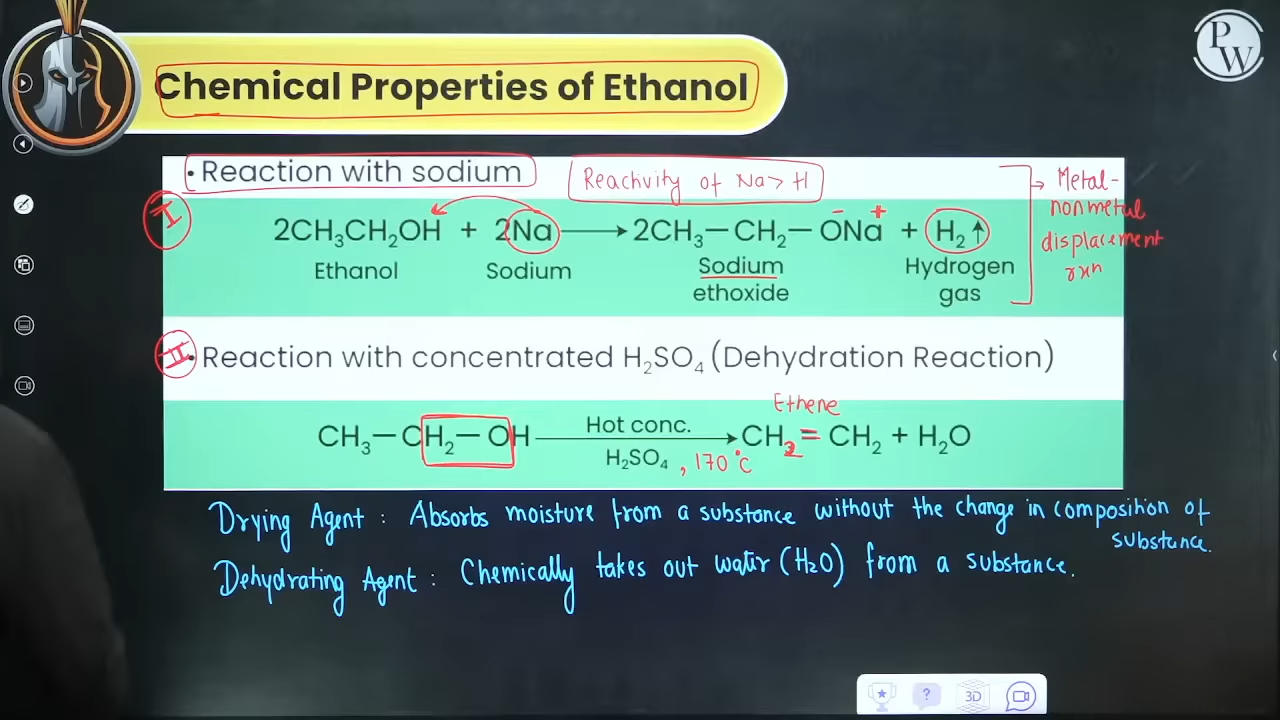 PW
Chemical Properties of Ethanol
• Reaction with sodium
Reactivity of Na > H
I
2CH₃CH₂OH + 2Na ⟶ 2CH₃—CH₂—ŌNa⁺ + H₂↑
Ethanol Sodium Sodium ethoxide Hydrogen gas
→ Metal-
nonmetal
displacement
rxn
II
• Reaction with concentrated H₂SO₄ (Dehydration Reaction)
Ethene
CH₃—CH₂—OH ⟶ CH₂ = CH₂ + H₂O
Hot conc.
H₂SO₄ , 170°C
Drying Agent : Absorbs moisture from a substance without the change in composition of
substance.
Dehydrating Agent : Chemically takes out water (H₂O) from a substance.
?
3D